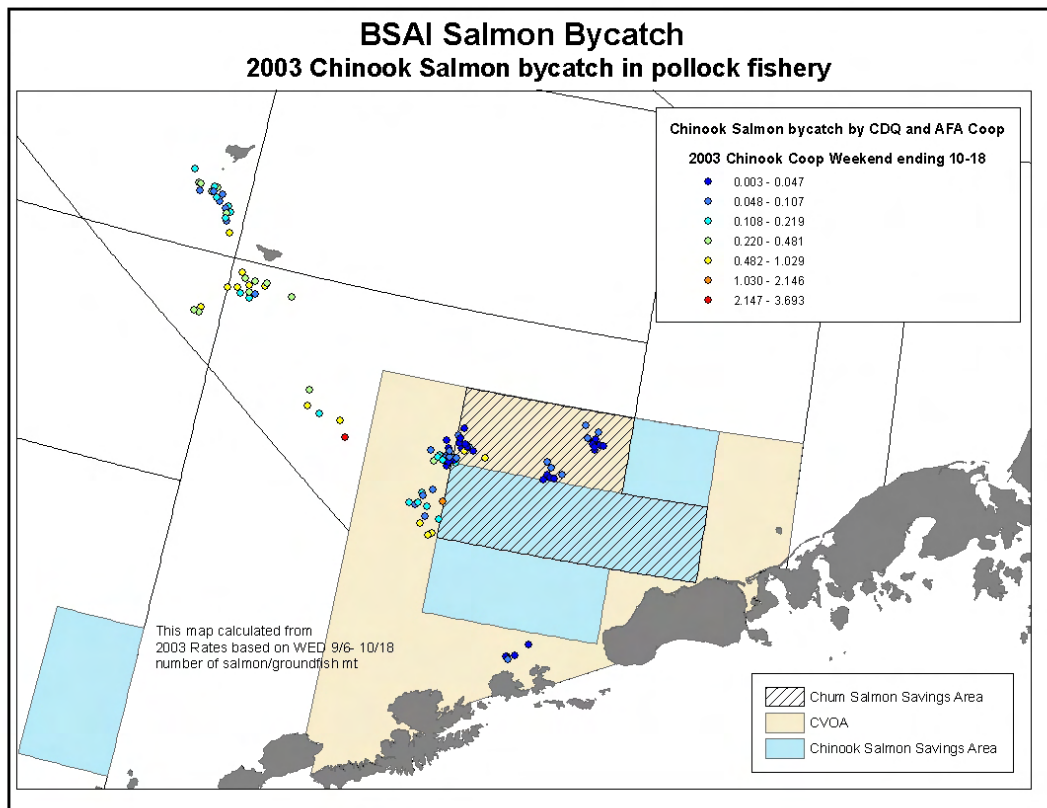 BSAI Salmon Bycatch
2003 Chinook Salmon bycatch in pollock fishery
Chinook Salmon bycatch by CDQ and AFA Coop
2003 Chinook Coop Weekend ending 10-18
0.003 - 0.047
0.048 - 0.107
0.108 - 0.219
0.220 - 0.481
0.482 - 1.029
1.030 - 2.146
2.147 - 3.693
This map calculated from
2003 Rates based on WED 9/6- 10/18
number of salmon/groundfish mt
Chum Salmon Savings Area
CVOA
Chinook Salmon Savings Area